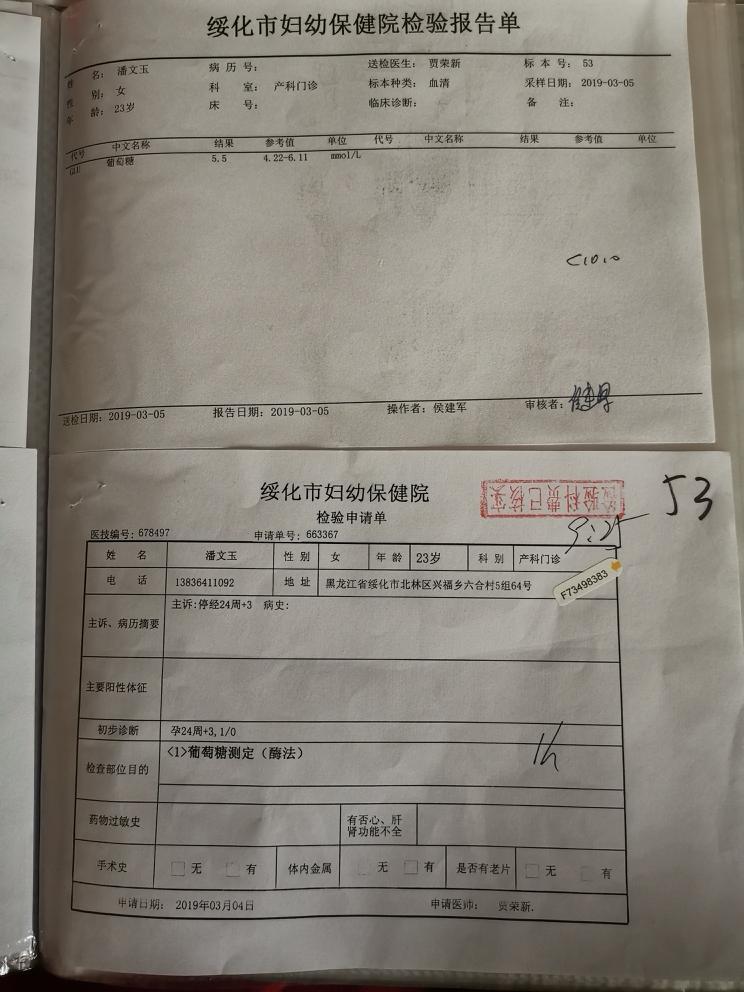 绥化市妇幼保健院检验报告单
姓 名: 潘文玉 病 历 号: 送检医生: 贾荣新 标 本 号: 53
性 别: 女 科 室: 产科门诊 标本种类: 血清 采样日期: 2019-03-05
年 龄: 23岁 床 号: 临床诊断: 备 注:
代号 中文名称 结果 参考值 单位 代号 中文名称 结果 参考值 单位
GLU 葡萄糖 5.5 4.22-6.11 mmol/L
<10.0
送检日期: 2019-03-05 报告日期: 2019-03-05 操作者: 侯建军 审核者:
绥化市妇幼保健院
检验申请单
检验科费已核实
53
医技编号: 678497 申请单号: 663367
9:25
姓 名 潘文玉 性 别 女 年 龄 23岁 科 别 产科门诊
电 话 13836411092 地 址 黑龙江省绥化市北林区兴福乡六合村5组64号
F73498383
主诉、病历摘要 主诉:停经24周+3 病史:
主要阳性体征
初步诊断 孕24周+3,1/0
检查部位目的 <1>葡萄糖测定（酶法） 1h
药物过敏史 有否心、肝肾功能不全
手术史 无 有 体内金属 无 有 是否有老片 无 有
申请日期: 2019年03月04日 申请医师: 贾荣新.